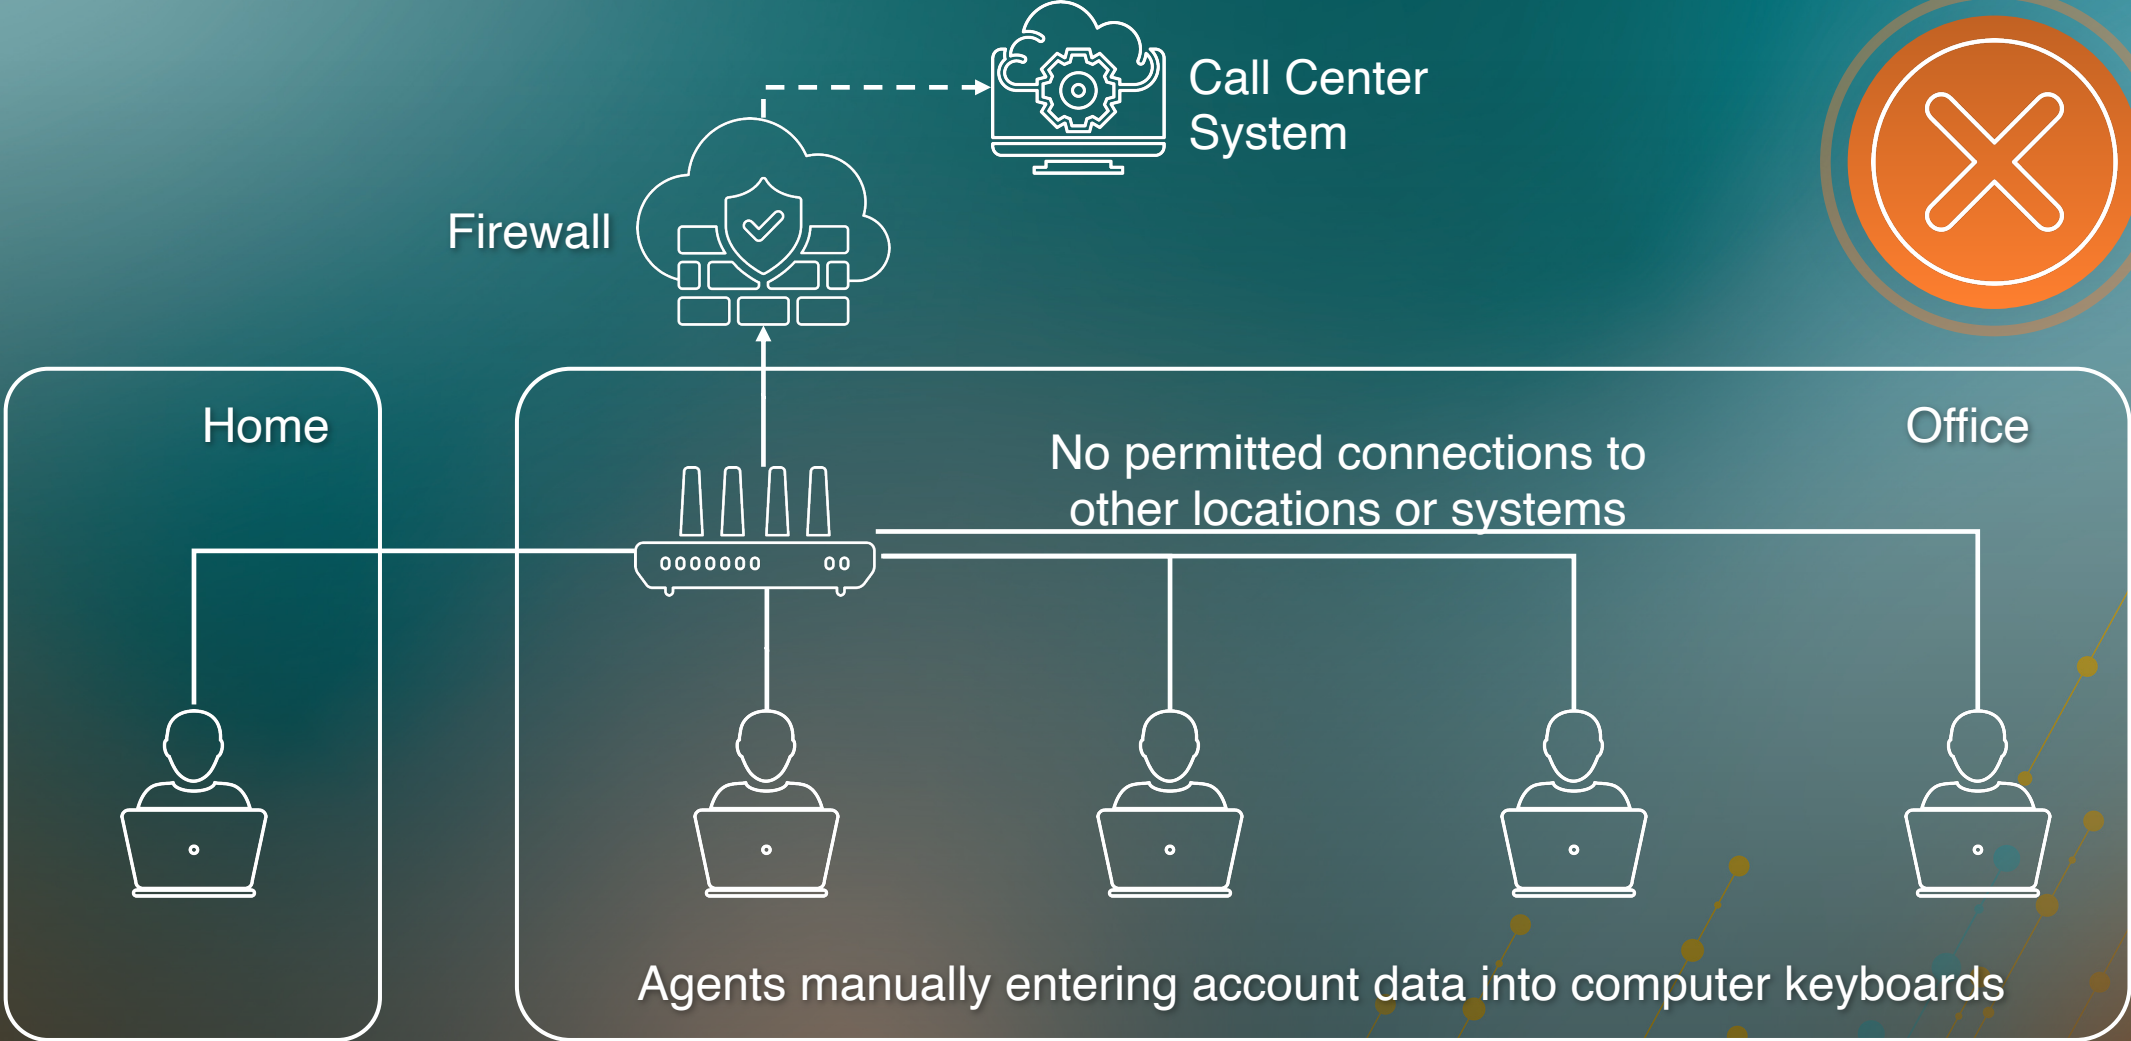 Call Center
System
Firewall
Home
Office
No permitted connections to
other locations or systems
Agents manually entering account data into computer keyboards